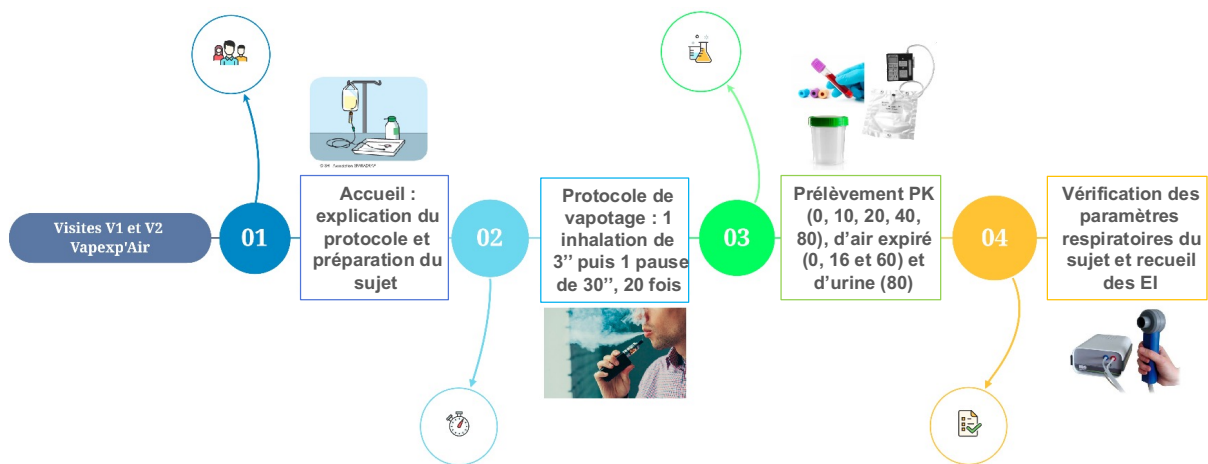 Visites V1 et V2
Vapexp'Air
01
Accueil :
explication du
protocole et
préparation du
sujet
02
Protocole de
vapotage : 1
inhalation de
3’’ puis 1 pause
de 30’’, 20 fois
03
Prélèvement PK
(0, 10, 20, 40,
80), d’air expiré
(0, 16 et 60) et
d’urine (80)
04
Vérification des
paramètres
respiratoires du
sujet et recueil
des EI